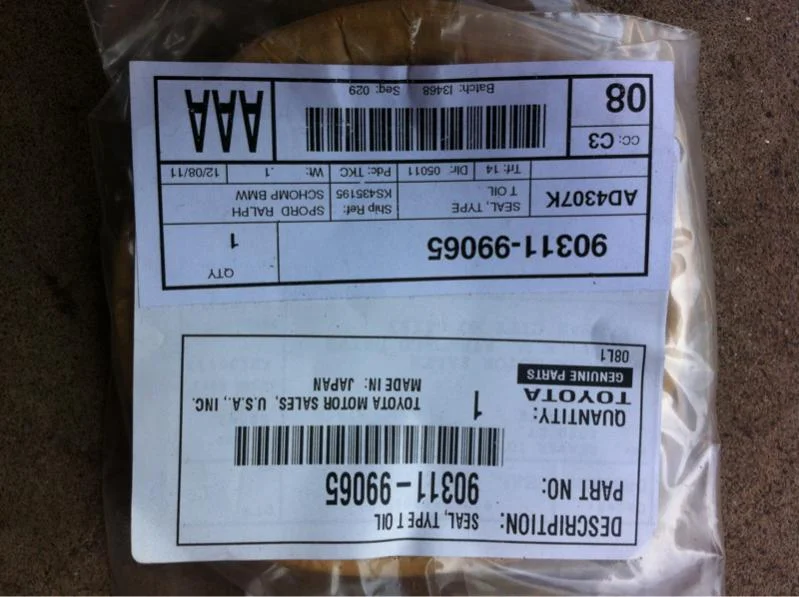 DESCRIPTION: SEAL, TYPE T OIL
PART NO: 90311-99065
QUANTITY: 1
TOYOTA MOTOR SALES, U.S.A., INC.
MADE IN: JAPAN
TOYOTA
GENUINE PARTS
08L1
90311-99065
QTY
1
AD4307K
SEAL, TYPE
T OIL
Ship Ref:
KS435195
SPORD RALPH
SCHOMP BMW
Trf: 14 Dlr: 05011 Pdc: TKC Wt: .1 12/08/11
CC: C3
08
Batch: I3468 Seq: 029
AAA